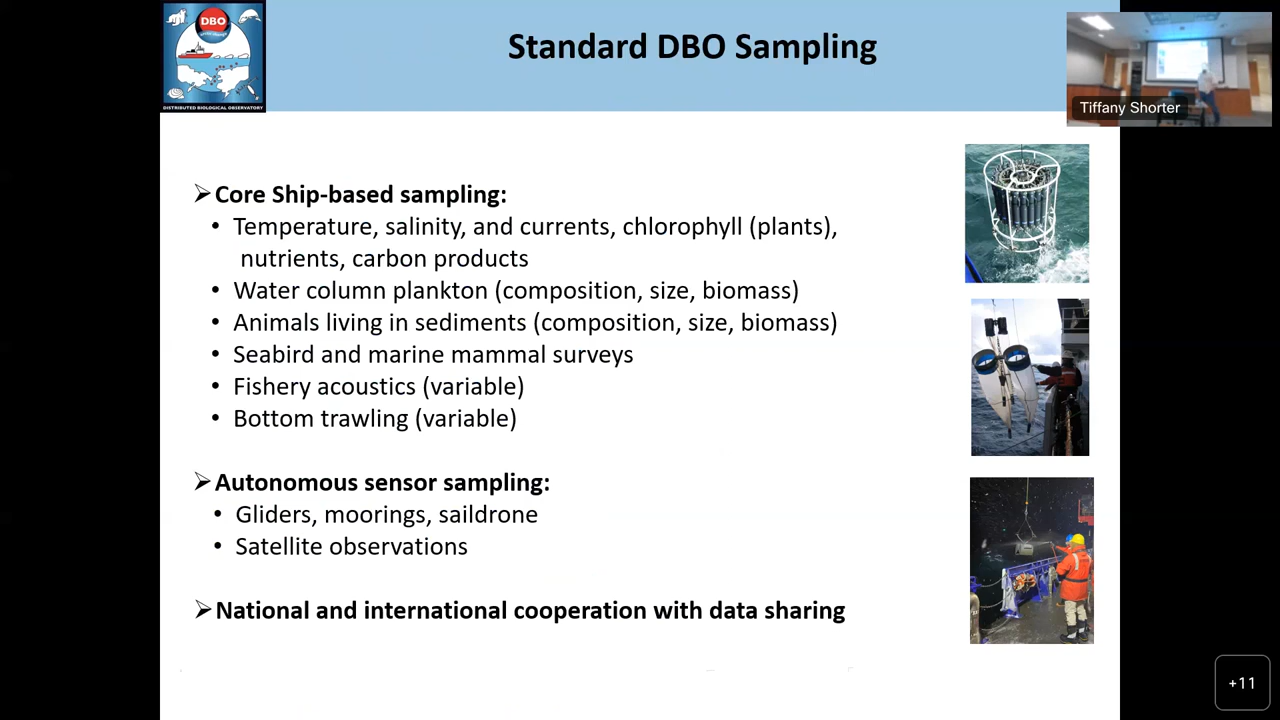 DBO
Standard DBO Sampling
DISTRIBUTED BIOLOGICAL OBSERVATORY
Tiffany Shorter
➢Core Ship-based sampling:
• Temperature, salinity, and currents, chlorophyll (plants),
nutrients, carbon products
• Water column plankton (composition, size, biomass)
• Animals living in sediments (composition, size, biomass)
• Seabird and marine mammal surveys
• Fishery acoustics (variable)
• Bottom trawling (variable)
➢Autonomous sensor sampling:
• Gliders, moorings, saildrone
• Satellite observations
➢National and international cooperation with data sharing
+11